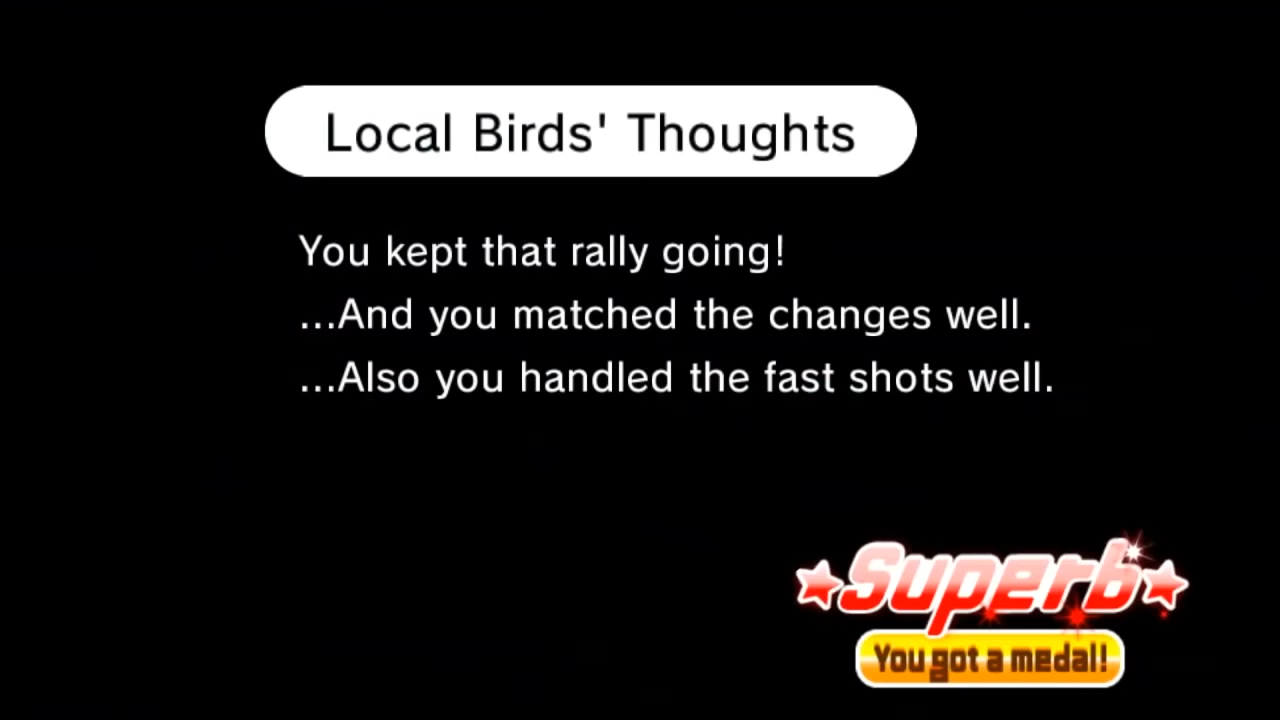 Local Birds' Thoughts
You kept that rally going!
...And you matched the changes well.
...Also you handled the fast shots well.
Superb
You got a medal!